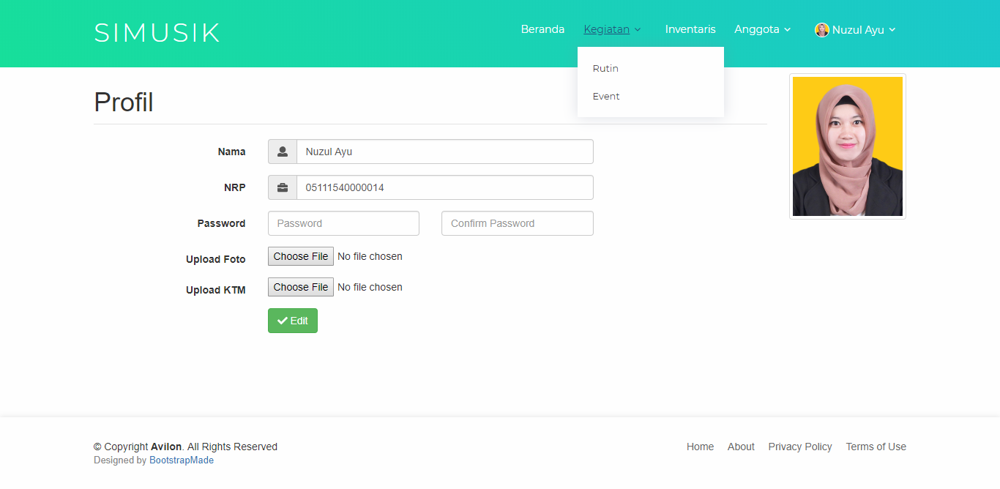 SIMUSIK
Beranda Kegiatan Inventaris Anggota Nuzul Ayu
Rutin
Event
Profil
Nama Nuzul Ayu
NRP 05111540000014
Password Password Confirm Password
Upload Foto Choose File No file chosen
Upload KTM Choose File No file chosen
Edit
© Copyright Avilon. All Rights Reserved
Designed by BootstrapMade
Home About Privacy Policy Terms of Use